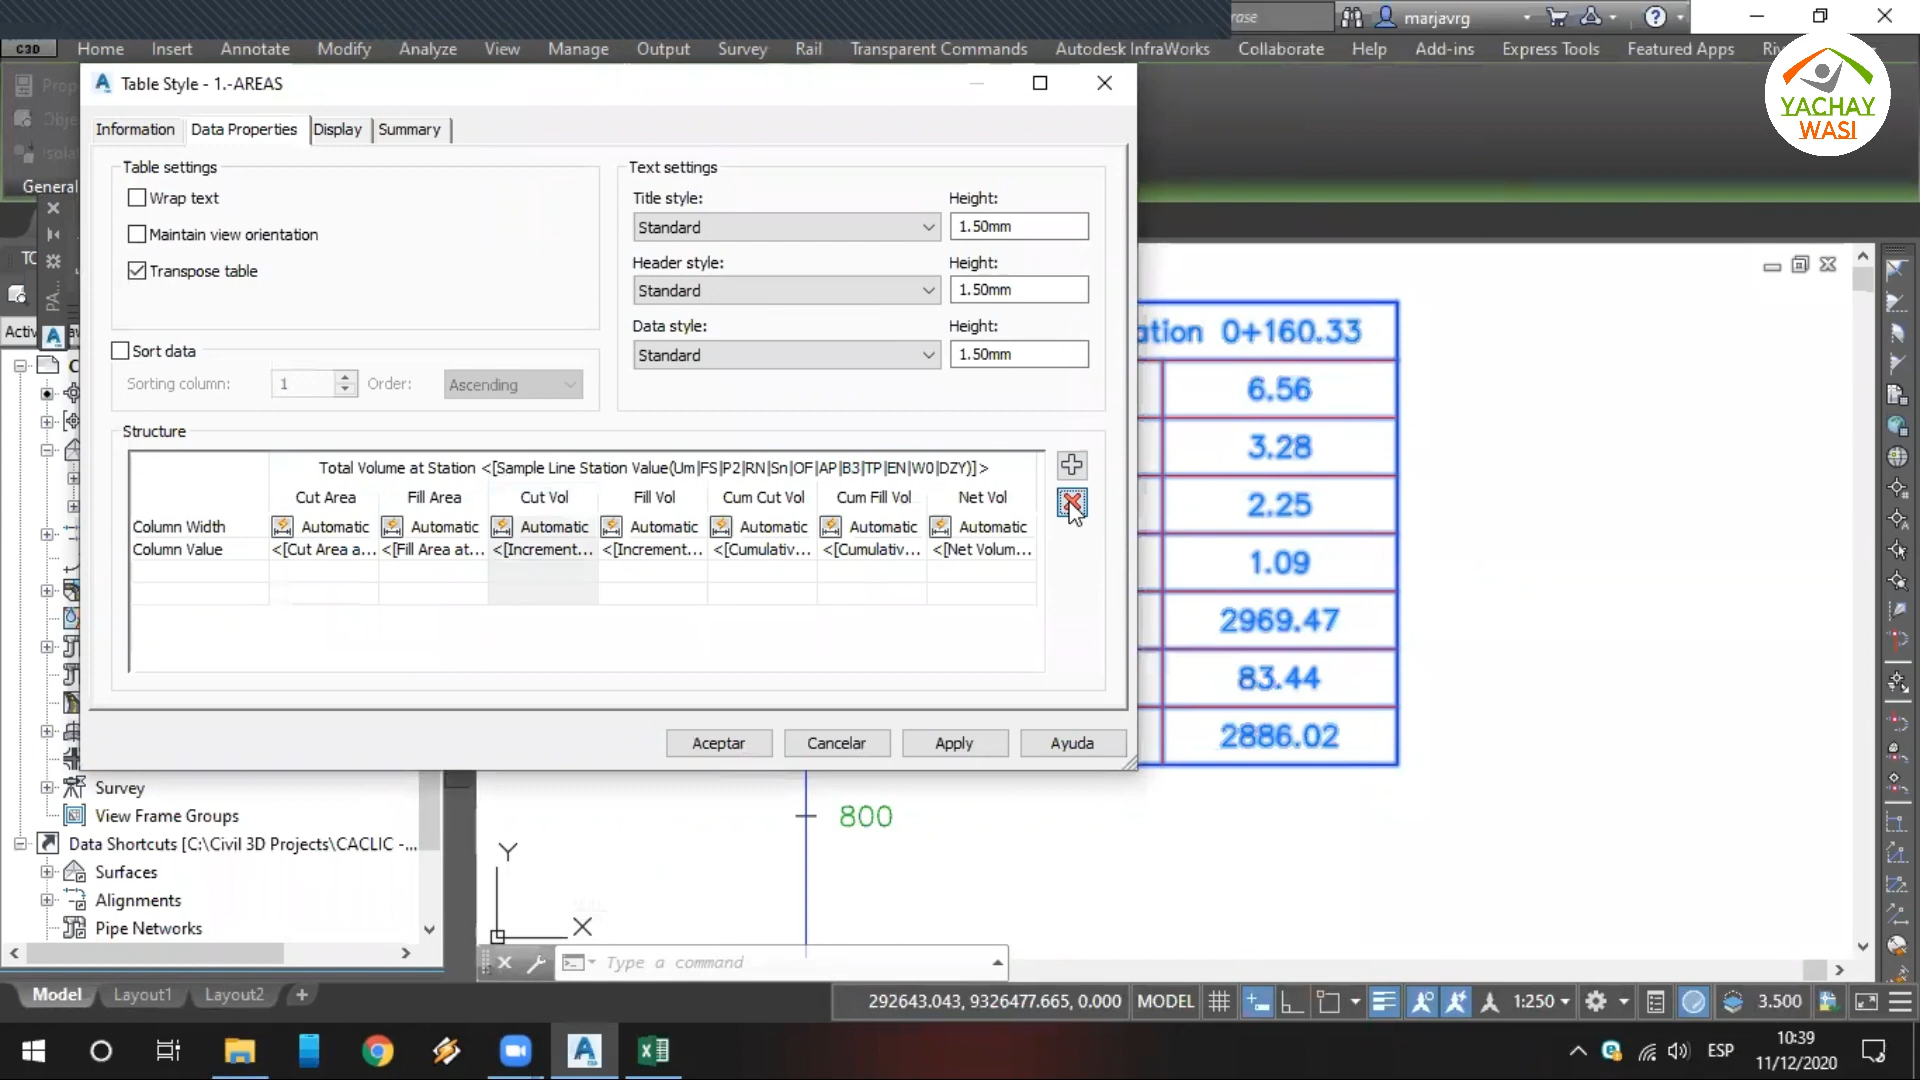 rase
marjavrg
C3D Home Insert Annotate Modify Analyze View Manage Output Survey Rail Transparent Commands Autodesk InfraWorks Collaborate Help Add-ins Express Tools Featured Apps
YACHAY
WASI
Table Style - 1.-AREAS
Information Data Properties Display Summary
General
Table settings
Wrap text
Maintain view orientation
Transpose table
Sort data
Sorting column: 1 Order: Ascending
Text settings
Title style: Height:
Standard 1.50mm
Header style: Height:
Standard 1.50mm
Data style: Height:
Standard 1.50mm
Structure
Total Volume at Station <[Sample Line Station Value(Um|FS|P2|RN|Sn|OF|AP|B3|TP|EN|W0|DZY)]>
Cut Area Fill Area Cut Vol Fill Vol Cum Cut Vol Cum Fill Vol Net Vol
Column Width Automatic Automatic Automatic Automatic Automatic Automatic Automatic
Column Value <[Cut Area a... <[Fill Area at... <[Increment... <[Increment... <[Cumulativ... <[Cumulativ... <[Net Volum...
Aceptar Cancelar Apply Ayuda
ation 0+160.33
6.56
3.28
2.25
1.09
2969.47
83.44
2886.02
Survey
View Frame Groups
Data Shortcuts [C:\Civil 3D Projects\CACLIC -...
Surfaces
Alignments
Pipe Networks
800
Y
X
Type a command
Model Layout1 Layout2 +
292643.043, 9326477.665, 0.000 MODEL 1:250 3.500
ESP
10:39
11/12/2020